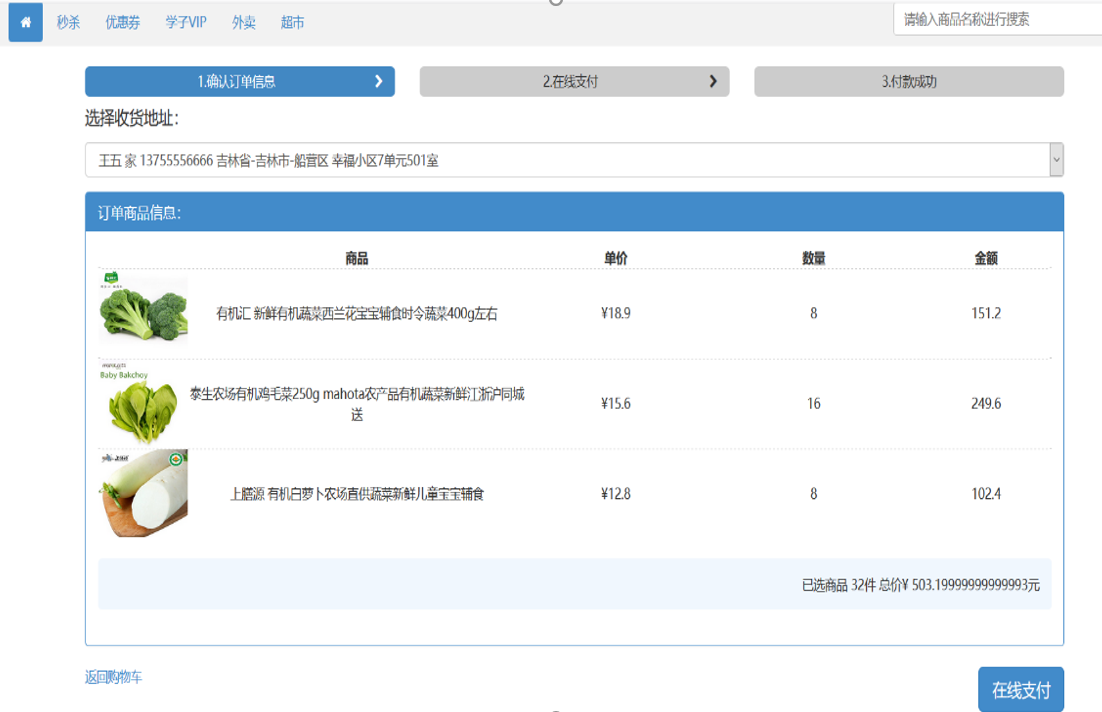 秒杀 优惠券 学子VIP 外卖 超市 请输入商品名称进行搜索
1.确认订单信息 2.在线支付 3.付款成功
选择收货地址：
王五 家 13755556666 吉林省-吉林市-船营区 幸福小区7单元501室
订单商品信息：
商品 单价 数量 金额
有机汇 新鲜有机蔬菜西兰花宝宝辅食时令蔬菜400g左右 ¥18.9 8 151.2
Baby Bakchoy
泰生农场有机鸡毛菜250g mahota农产品有机蔬菜新鲜江浙沪同城 ¥15.6 16 249.6
送
上膳源 有机白萝卜农场直供蔬菜新鲜儿童宝宝辅食 ¥12.8 8 102.4
已选商品 32件 总价¥ 503.19999999999993元
返回购物车
在线支付